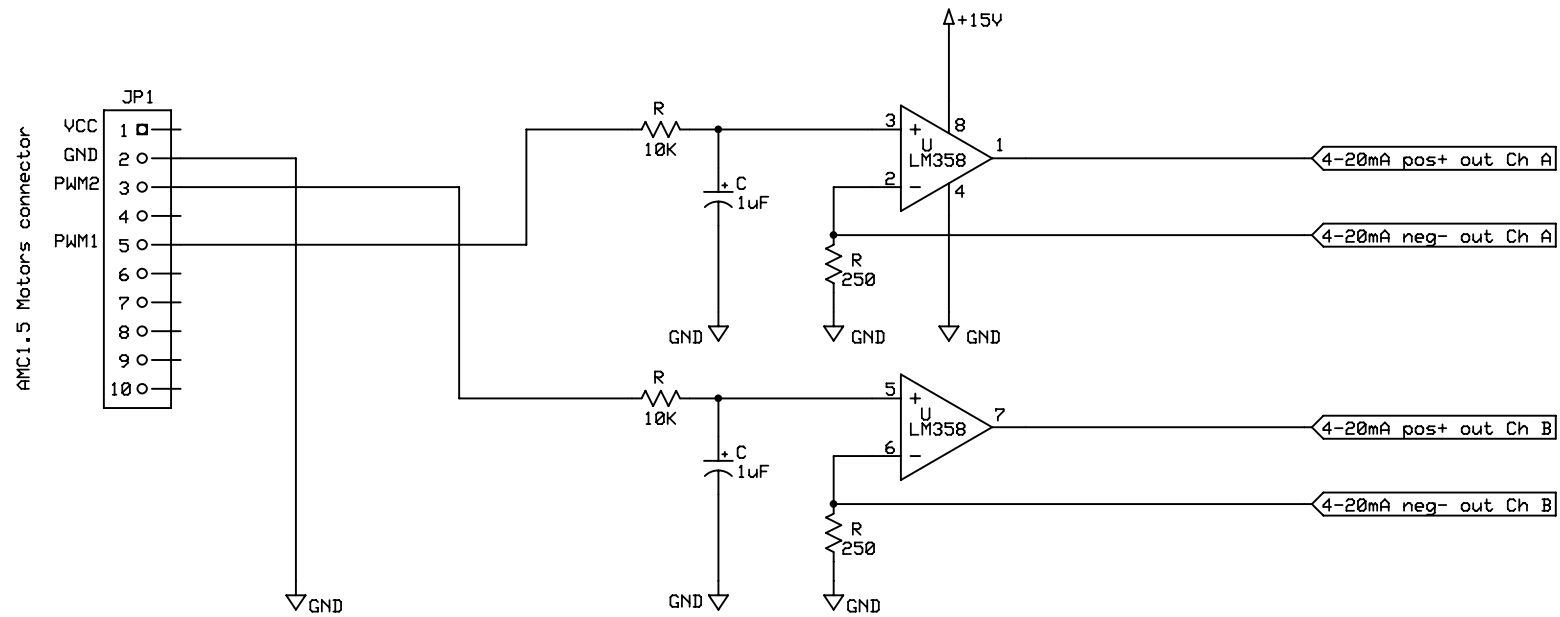 +15V
JP1
AMC1.5 Motors connector
VCC 1
GND 2
PWM2 3
4
PWM1 5
6
7
8
9
10
R
10K
C
1uF
GND
3
2
8
1
4
U
LM358
R
250
GND
GND
4-20mA pos+ out Ch A
4-20mA neg- out Ch A
R
10K
C
1uF
GND
5
6
7
U
LM358
R
250
GND
GND
4-20mA pos+ out Ch B
4-20mA neg- out Ch B